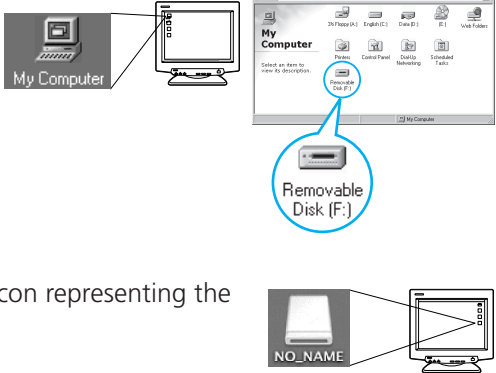 My Computer
My
Computer
Select an item to
view its description.
3½ Floppy (A:)
English (C:)
Data (D:)
(E:)
Web Folders
Printers
Control Panel
Dial-Up
Networking
Scheduled
Tasks
Removable
Disk (F:)
My Computer
Removable
Disk (F:)
con representing the
NO_NAME